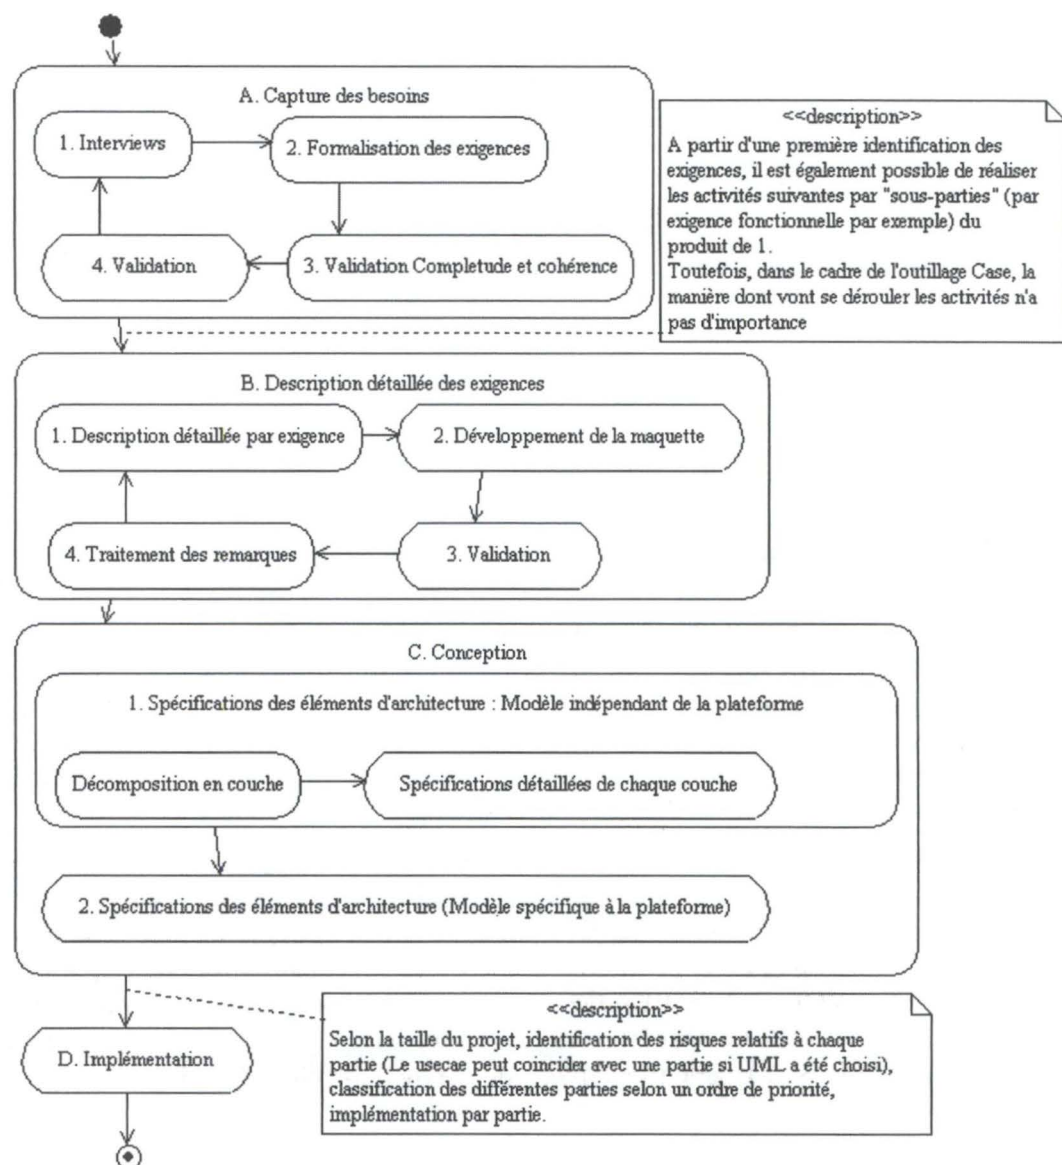 A. Capture des besoins
1. Interviews
2. Formalisation des exigences
4. Validation
3. Validation Completude et cohérence
<<description>>
A partir d'une première identification des
exigences, il est également possible de réaliser
les activités suivantes par "sous-parties" (par
exigence fonctionnelle par exemple) du
produit de 1.
Toutefois, dans le cadre de l'outillage Case, la
manière dont vont se dérouler les activités n'a
pas d'importance
B. Description détaillée des exigences
1. Description détaillée par exigence
2. Développement de la maquette
4. Traitement des remarques
3. Validation
C. Conception
1. Spécifications des éléments d'architecture : Modèle indépendant de la plateforme
Décomposition en couche
Spécifications détaillées de chaque couche
2. Spécifications des éléments d'architecture (Modèle spécifique à la plateforme)
<<description>>
Selon la taille du projet, identification des risques relatifs à chaque
partie (Le usecae peut coincider avec une partie si UML a été choisi),
classification des différentes parties selon un ordre de priorité,
implémentation par partie.
D. Implémentation